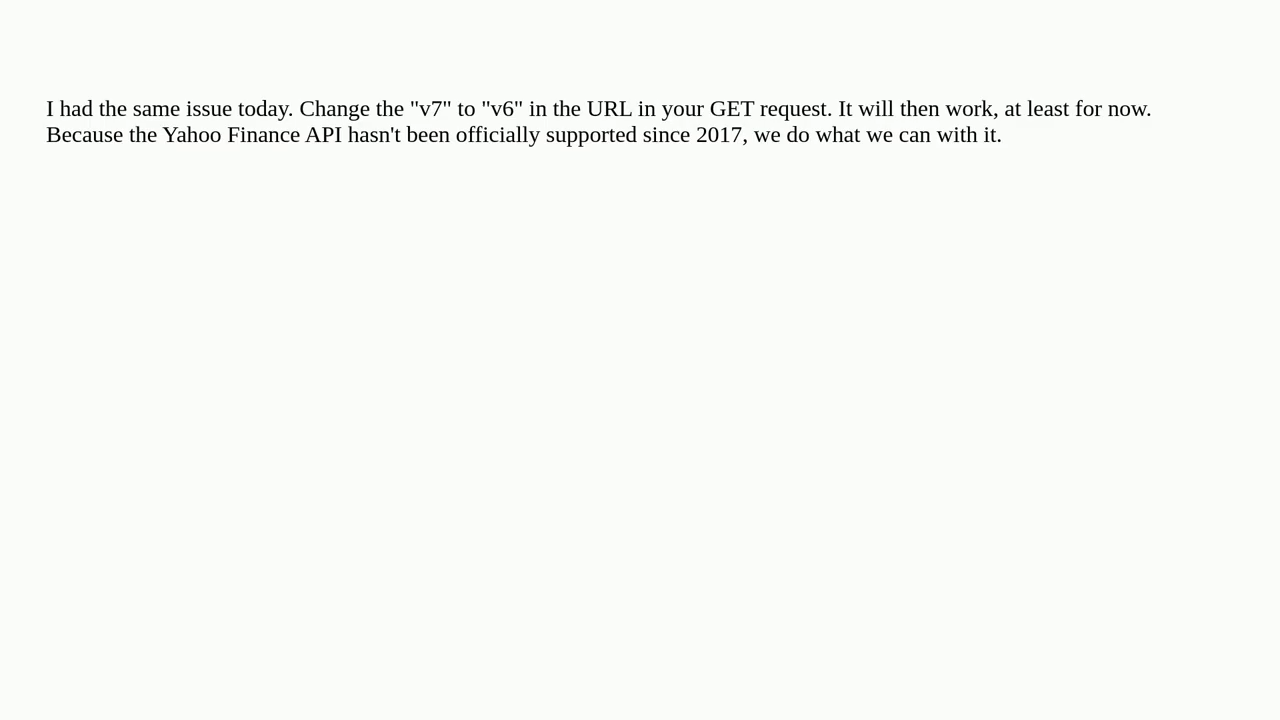 I had the same issue today. Change the "v7" to "v6" in the URL in your GET request. It will then work, at least for now.
Because the Yahoo Finance API hasn't been officially supported since 2017, we do what we can with it.